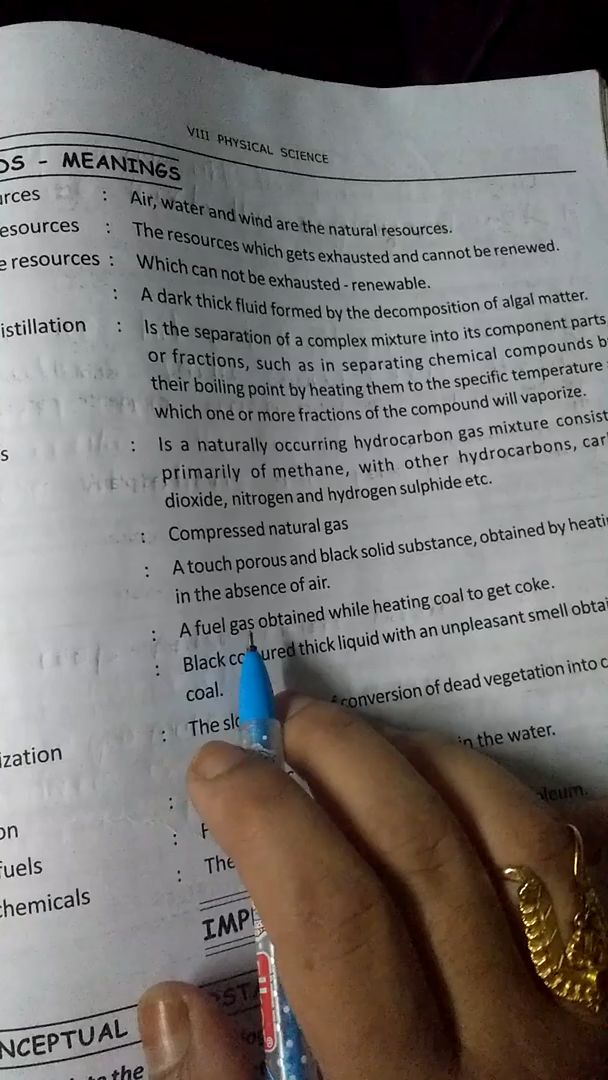 VIII PHYSICAL SCIENCE
DS - MEANINGS
urces : Air, water and wind are the natural resources.
esources : The resources which gets exhausted and cannot be renewed.
e resources : Which can not be exhausted - renewable.
: A dark thick fluid formed by the decomposition of algal matter.
istillation : Is the separation of a complex mixture into its component parts
or fractions, such as in separating chemical compounds b
their boiling point by heating them to the specific temperature
which one or more fractions of the compound will vaporize.
s : Is a naturally occurring hydrocarbon gas mixture consist
primarily of methane, with other hydrocarbons, car
dioxide, nitrogen and hydrogen sulphide etc.
: Compressed natural gas
: A touch porous and black solid substance, obtained by heati
in the absence of air.
: A fuel gas obtained while heating coal to get coke.
: Black co ured thick liquid with an unpleasant smell obtai
coal.
ization : The slo f conversion of dead vegetation into c
in the water.
on : oleum.
fuels : F
chemicals : The
IMP
NCEPTUAL
the